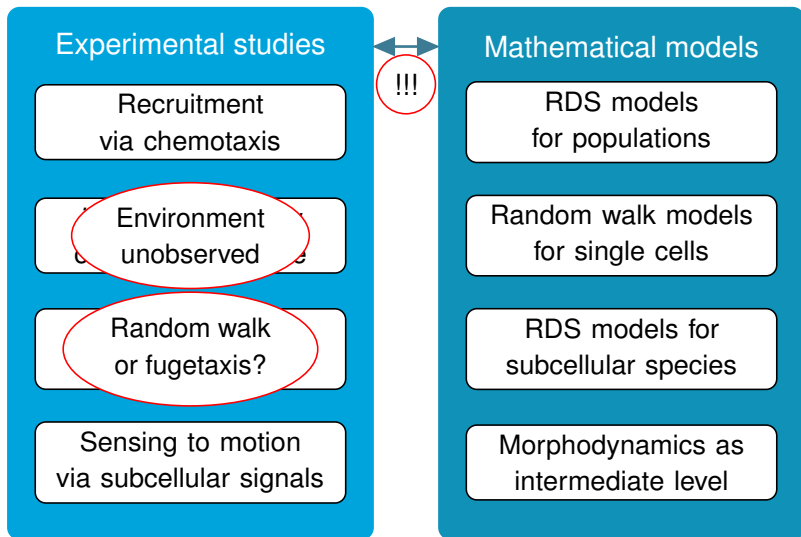 Experimental studies
Recruitment
via chemotaxis
Environment
unobserved
Random walk
or fugetaxis?
Sensing to motion
via subcellular signals
!!!
Mathematical models
RDS models
for populations
Random walk models
for single cells
RDS models for
subcellular species
Morphodynamics as
intermediate level